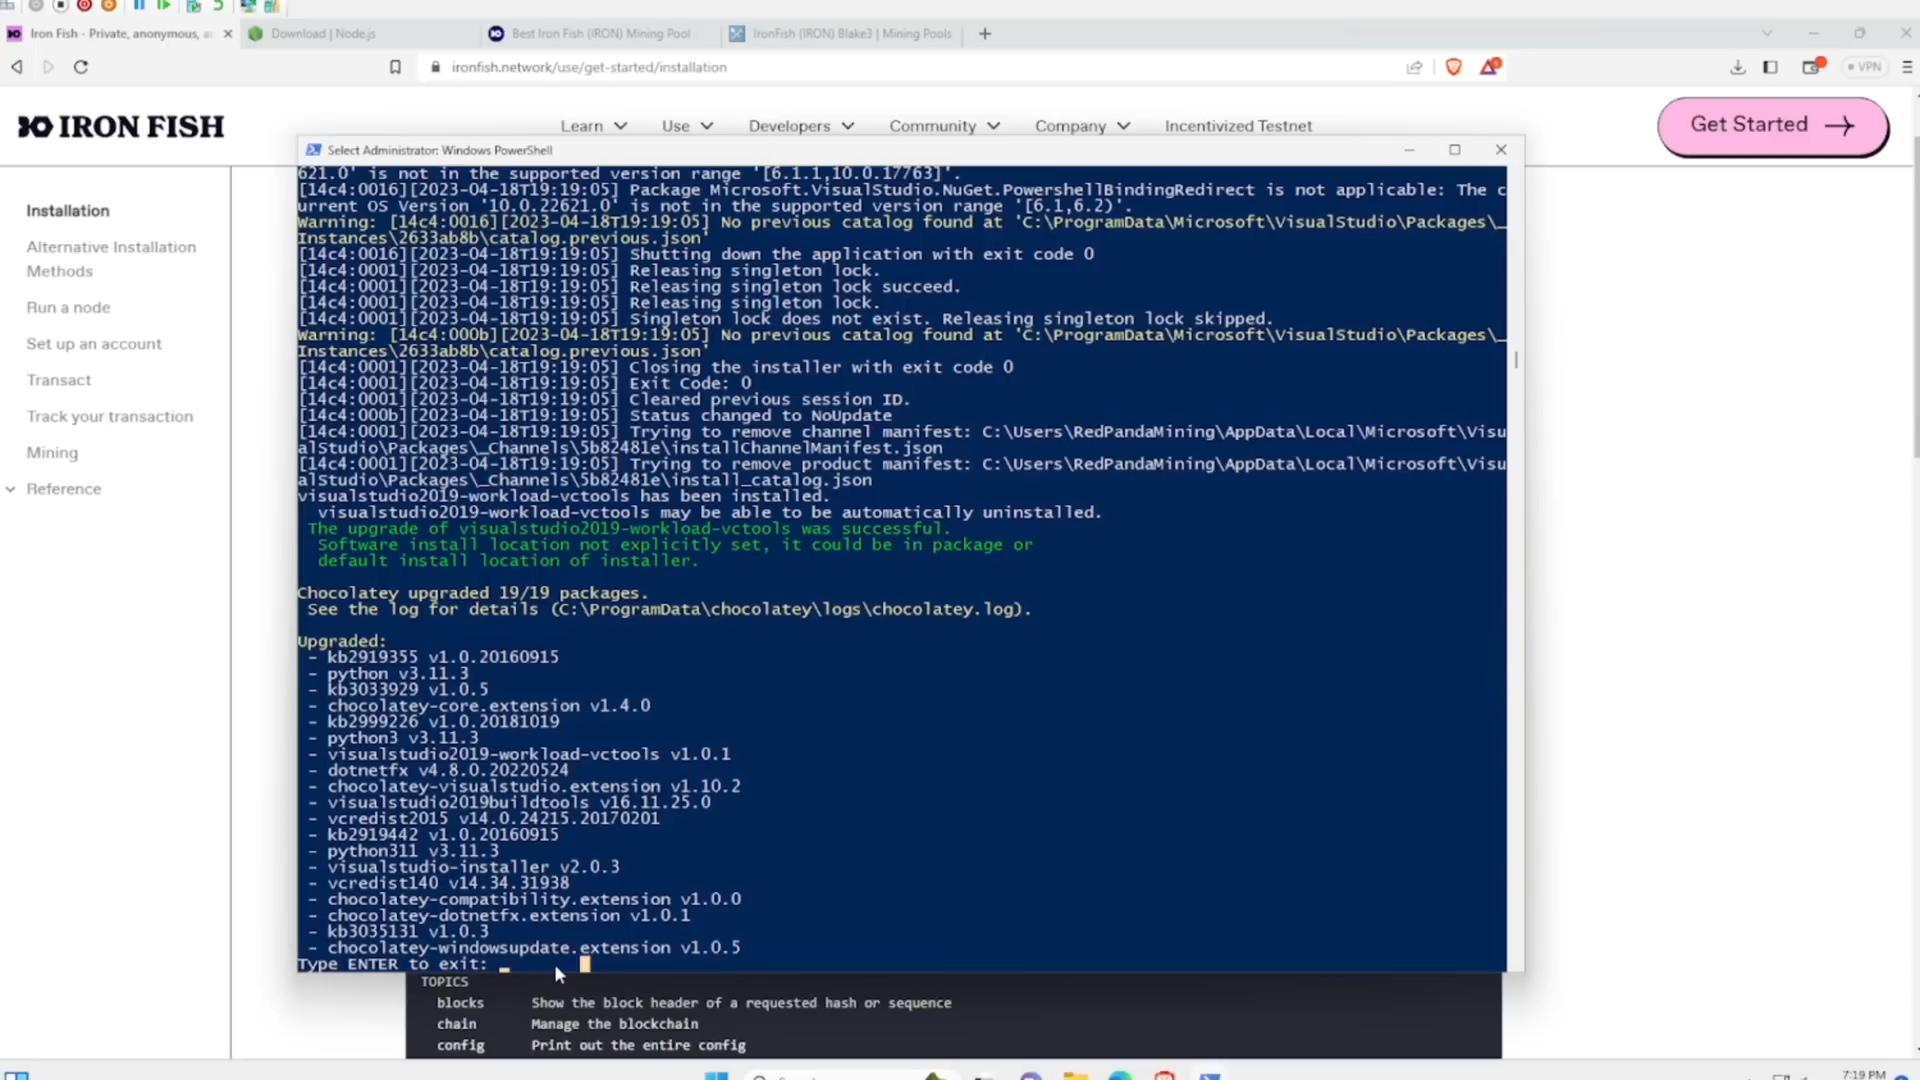 Iron Fish - Private, anonymous, a
Download | Node.js
Best Iron Fish (IRON) Mining Pool
IronFish (IRON) Blake3 | Mining Pools
ironfish.network/use/get-started/installation
VPN
IRON FISH
Learn
Use
Developers
Community
Company
Incentivized Testnet
Get Started
Installation
Alternative Installation
Methods
Run a node
Set up an account
Transact
Track your transaction
Mining
Reference
Select Administrator: Windows PowerShell
621.0' is not in the supported version range '[6.1.1,10.0.17763]'.
[14c4:0016][2023-04-18T19:19:05] Package Microsoft.VisualStudio.NuGet.PowershellBindingRedirect is not applicable: The c
urrent OS Version '10.0.22621.0' is not in the supported version range '[6.1,6.2)'.
Warning: [14c4:0016][2023-04-18T19:19:05] No previous catalog found at 'C:\ProgramData\Microsoft\VisualStudio\Packages\_
Instances\2633ab8b\catalog.previous.json'
[14c4:0016][2023-04-18T19:19:05] Shutting down the application with exit code 0
[14c4:0001][2023-04-18T19:19:05] Releasing singleton lock.
[14c4:0001][2023-04-18T19:19:05] Releasing singleton lock succeed.
[14c4:0001][2023-04-18T19:19:05] Releasing singleton lock.
[14c4:0001][2023-04-18T19:19:05] Singleton lock does not exist. Releasing singleton lock skipped.
Warning: [14c4:000b][2023-04-18T19:19:05] No previous catalog found at 'C:\ProgramData\Microsoft\VisualStudio\Packages\_
Instances\2633ab8b\catalog.previous.json'
[14c4:0001][2023-04-18T19:19:05] Closing the installer with exit code 0
[14c4:0001][2023-04-18T19:19:05] Exit Code: 0
[14c4:0001][2023-04-18T19:19:05] Cleared previous session ID.
[14c4:000b][2023-04-18T19:19:05] Status changed to NoUpdate
[14c4:0001][2023-04-18T19:19:05] Trying to remove channel manifest: C:\Users\RedPandaMining\AppData\Local\Microsoft\Visu
alStudio\Packages\_Channels\5b82481e\installChannelManifest.json
[14c4:0001][2023-04-18T19:19:05] Trying to remove product manifest: C:\Users\RedPandaMining\AppData\Local\Microsoft\Visu
alStudio\Packages\_Channels\5b82481e\install_catalog.json
visualstudio2019-workload-vctools has been installed.
visualstudio2019-workload-vctools may be able to be automatically uninstalled.
The upgrade of visualstudio2019-workload-vctools was successful.
Software install location not explicitly set, it could be in package or
default install location of installer.
Chocolatey upgraded 19/19 packages.
See the log for details (C:\ProgramData\chocolatey\logs\chocolatey.log).
Upgraded:
- kb2919355 v1.0.20160915
- python v3.11.3
- kb3033929 v1.0.5
- chocolatey-core.extension v1.4.0
- kb2999226 v1.0.20181019
- python3 v3.11.3
- visualstudio2019-workload-vctools v1.0.1
- dotnetfx v4.8.0.20220524
- chocolatey-visualstudio.extension v1.10.2
- visualstudio2019buildtools v16.11.25.0
- vcredist2015 v14.0.24215.20170201
- kb2919442 v1.0.20160915
- python311 v3.11.3
- visualstudio-installer v2.0.3
- vcredist140 v14.34.31938
- chocolatey-compatibility.extension v1.0.0
- chocolatey-dotnetfx.extension v1.0.1
- kb3035131 v1.0.3
- chocolatey-windowsupdate.extension v1.0.5
Type ENTER to exit: _
TOPICS
blocks Show the block header of a requested hash or sequence
chain Manage the blockchain
config Print out the entire config
7:19 PM